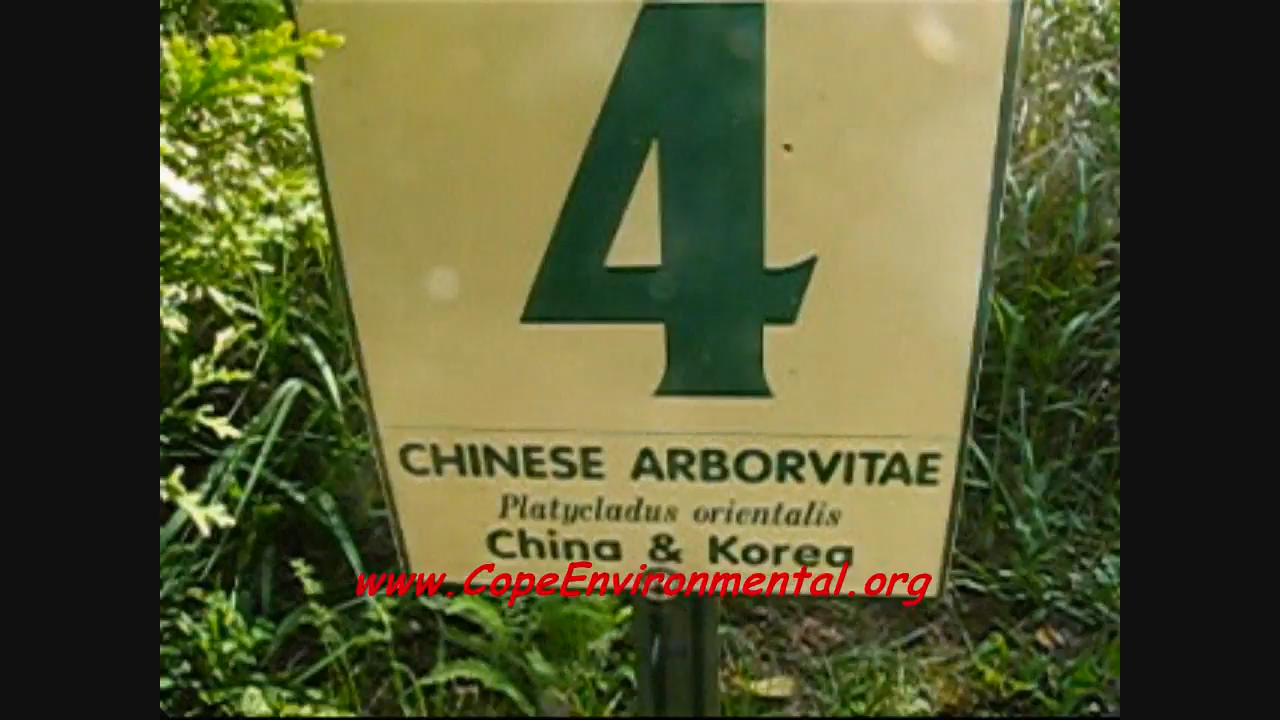 4
CHINESE ARBORVITAE
Platycladus orientalis
China & Korea
www.CopeEnvironmental.org